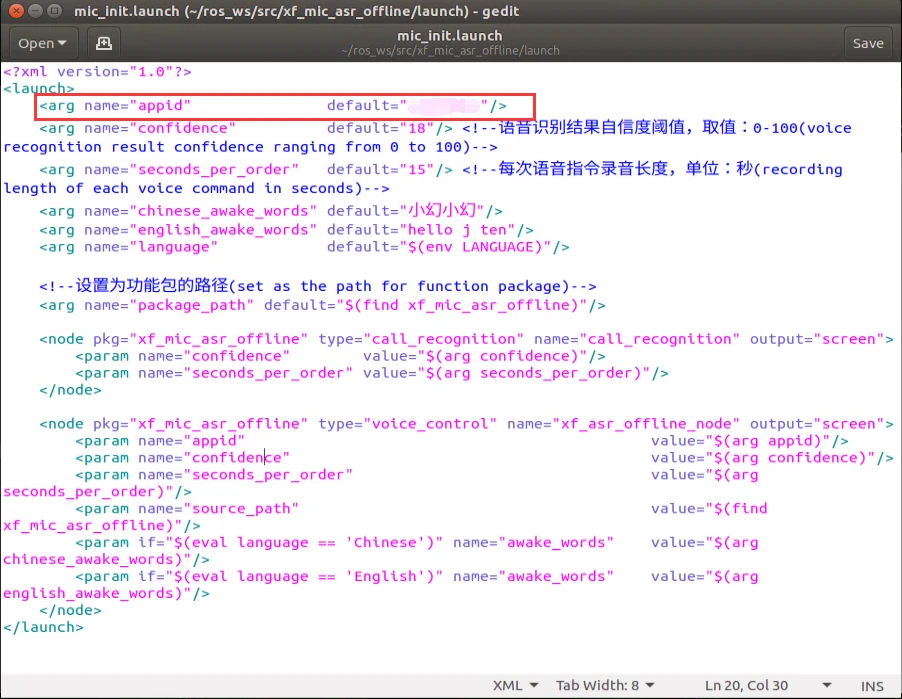 mic_init.launch (~/ros_ws/src/xf_mic_asr_offline/launch) - gedit
Open
mic_init.launch
~/ros_ws/src/xf_mic_asr_offline/launch
Save
<?xml version="1.0"?>
<launch>
    <arg name="appid"               default="        "/>
    <arg name="confidence"          default="18"/> <!--语音识别结果自信度阈值，取值：0-100(voice
recognition result confidence ranging from 0 to 100)-->
    <arg name="seconds_per_order"   default="15"/> <!--每次语音指令录音长度，单位：秒(recording
length of each voice command in seconds)-->
    <arg name="chinese_awake_words" default="小幻小幻"/>
    <arg name="english_awake_words" default="hello j ten"/>
    <arg name="language"            default="$(env LANGUAGE)"/>
    <!--设置为功能包的路径(set as the path for function package)-->
    <arg name="package_path" default="$(find xf_mic_asr_offline)"/>
    <node pkg="xf_mic_asr_offline" type="call_recognition" name="call_recognition" output="screen">
        <param name="confidence"        value="$(arg confidence)"/>
        <param name="seconds_per_order" value="$(arg seconds_per_order)"/>
    </node>
    <node pkg="xf_mic_asr_offline" type="voice_control" name="xf_asr_offline_node" output="screen">
        <param name="appid"                                             value="$(arg appid)"/>
        <param name="confidence"                                        value="$(arg confidence)"/>
        <param name="seconds_per_order"                                 value="$(arg
seconds_per_order)"/>
        <param name="source_path"                                       value="$(find
xf_mic_asr_offline)"/>
        <param if="$(eval language == 'Chinese')" name="awake_words"    value="$(arg
chinese_awake_words)"/>
        <param if="$(eval language == 'English')" name="awake_words"    value="$(arg
english_awake_words)"/>
    </node>
</launch>
XML Tab Width: 8 Ln 20, Col 30 INS